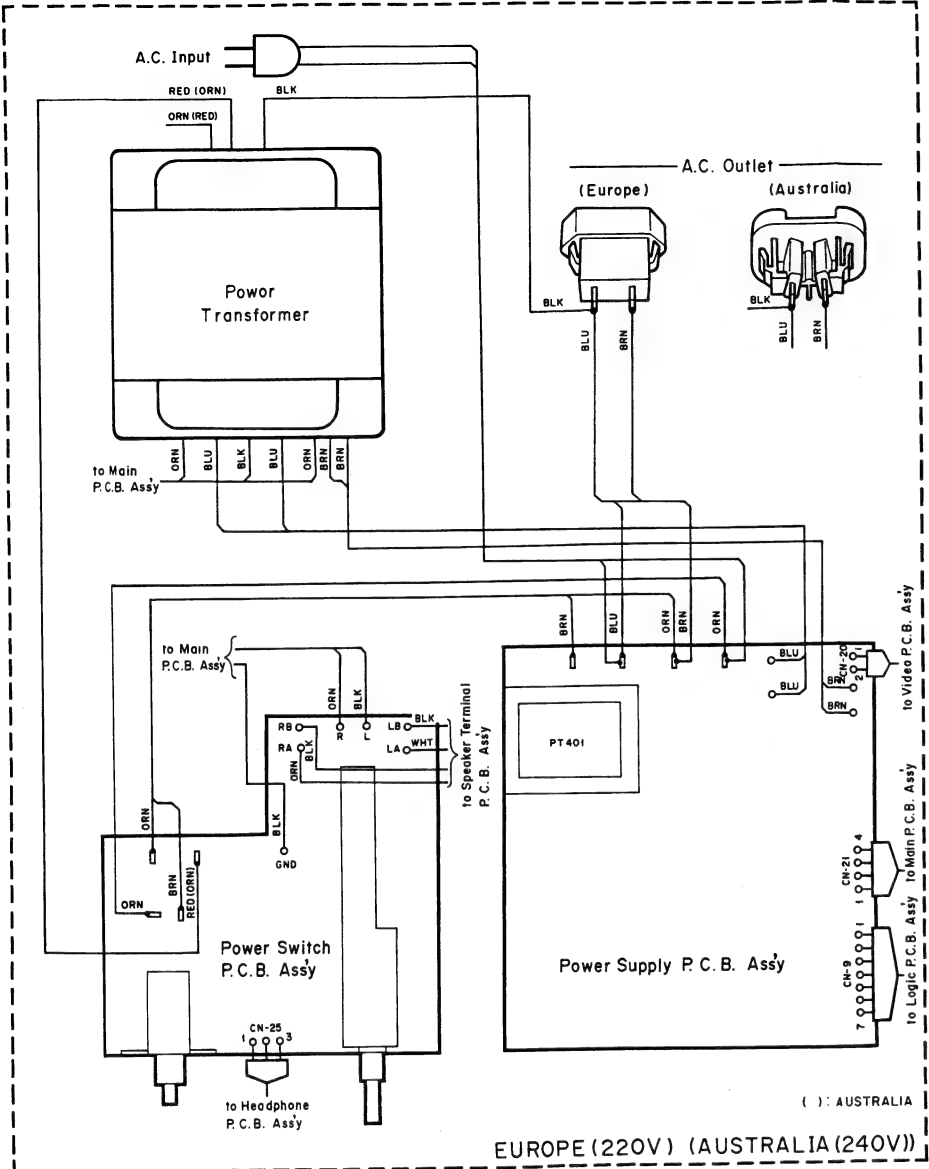 A.C. Input
RED (ORN)
BLK
ORN (RED)
A.C. Outlet
(Europe)
(Australia)
Powor
Transformer
BLK
BLU
BRN
BLK
BLU
BRN
ORN
BLU
BLK
BLU
ORN
BRN
BRN
to Main
P.C.B. Ass'y
BRN
BLU
ORN
BRN
ORN
BLU
BLU
BRN
BRN
CN-20
1
2
to Video P.C.B. Ass'y
to Main
P.C.B. Ass'y
ORN
BLK
RB
R
L
LB
BLK
RA
BLK
ORN
LA
WHT
to Speaker Terminal
P.C.B. Ass'y
PT401
ORN
BLK
GND
BRN
RED(ORN)
ORN
4
CN-21
1
to Main P.C.B. Ass'y
Power Switch
P.C.B. Ass'y
Power Supply P.C.B. Ass'y
1
CN-9
7
to Logic P.C.B. Ass'y
CN-25
1
3
to Headphone
P.C.B. Ass'y
( ): AUSTRALIA
EUROPE(220V) (AUSTRALIA(240V))